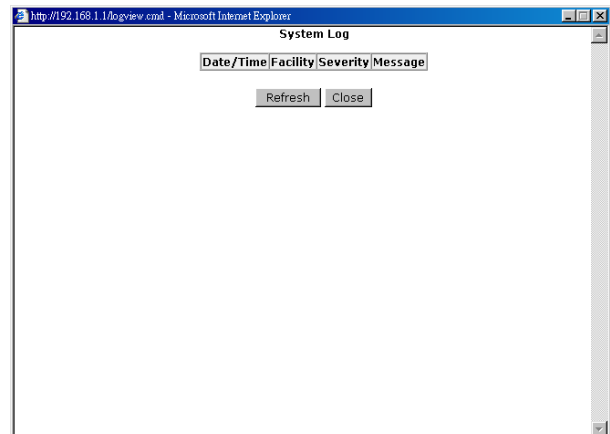 http://192.168.1.1/logview.cmd - Microsoft Internet Explorer
System Log
Date/Time Facility Severity Message
Refresh Close